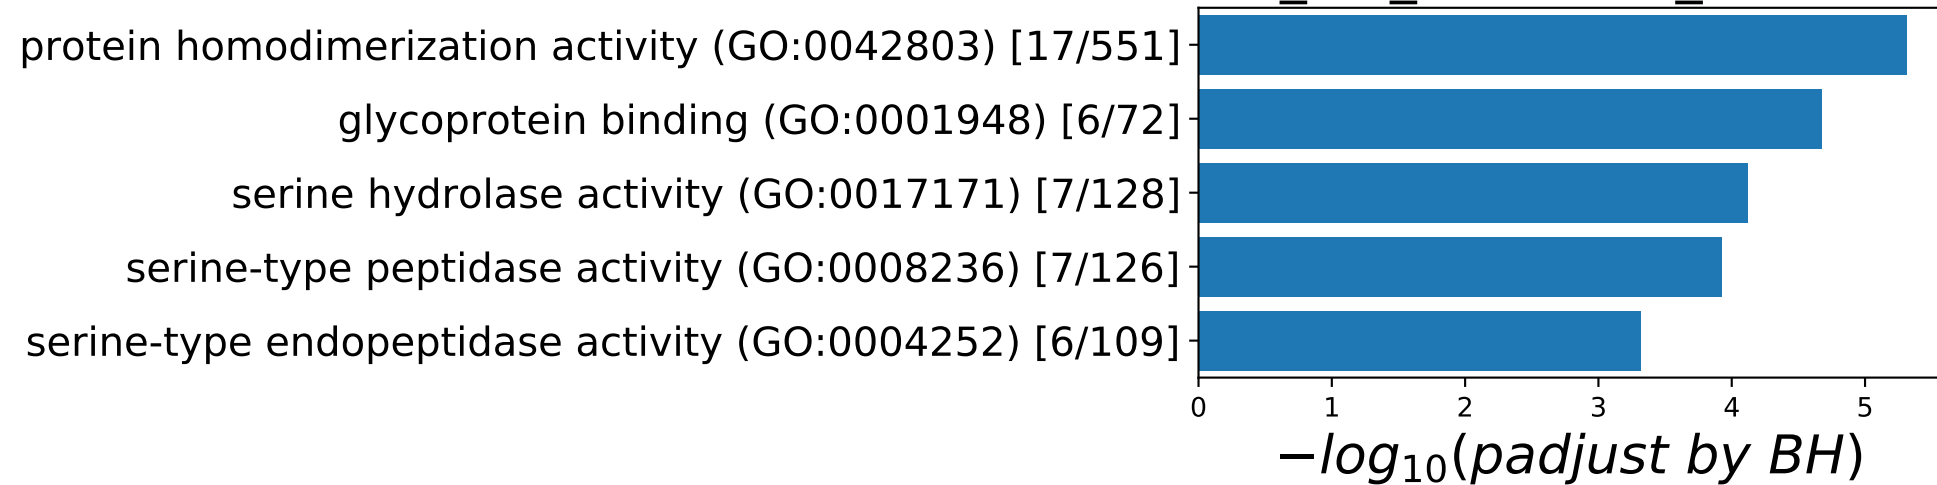 protein homodimerization activity (GO:0042803) [17/551]
glycoprotein binding (GO:0001948) [6/72]
serine hydrolase activity (GO:0017171) [7/128]
serine-type peptidase activity (GO:0008236) [7/126]
serine-type endopeptidase activity (GO:0004252) [6/109]
0 1 2 3 4 5
−log₁₀(padjust by BH)